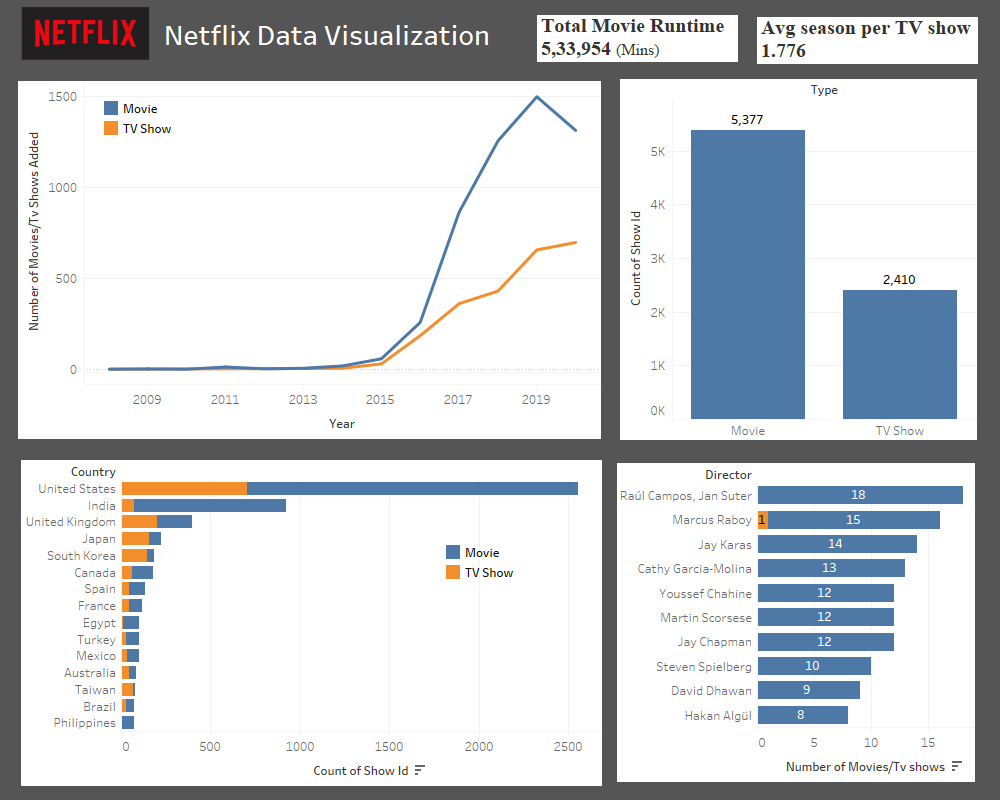 NETFLIX
Netflix Data Visualization
Total Movie Runtime
5,33,954 (Mins)
Avg season per TV show
1.776
Movie
TV Show
Number of Movies/Tv Shows Added
1500
1000
500
0
2009 2011 2013 2015 2017 2019
Year
Type
5,377
2,410
Count of Show Id
5K
4K
3K
2K
1K
0K
Movie TV Show
Country
United States
India
United Kingdom
Japan
South Korea
Canada
Spain
France
Egypt
Turkey
Mexico
Australia
Taiwan
Brazil
Philippines
Movie
TV Show
0 500 1000 1500 2000 2500
Count of Show Id
Director
Raúl Campos, Jan Suter 18
Marcus Raboy 1 15
Jay Karas 14
Cathy Garcia-Molina 13
Youssef Chahine 12
Martin Scorsese 12
Jay Chapman 12
Steven Spielberg 10
David Dhawan 9
Hakan Algül 8
0 5 10 15
Number of Movies/Tv shows